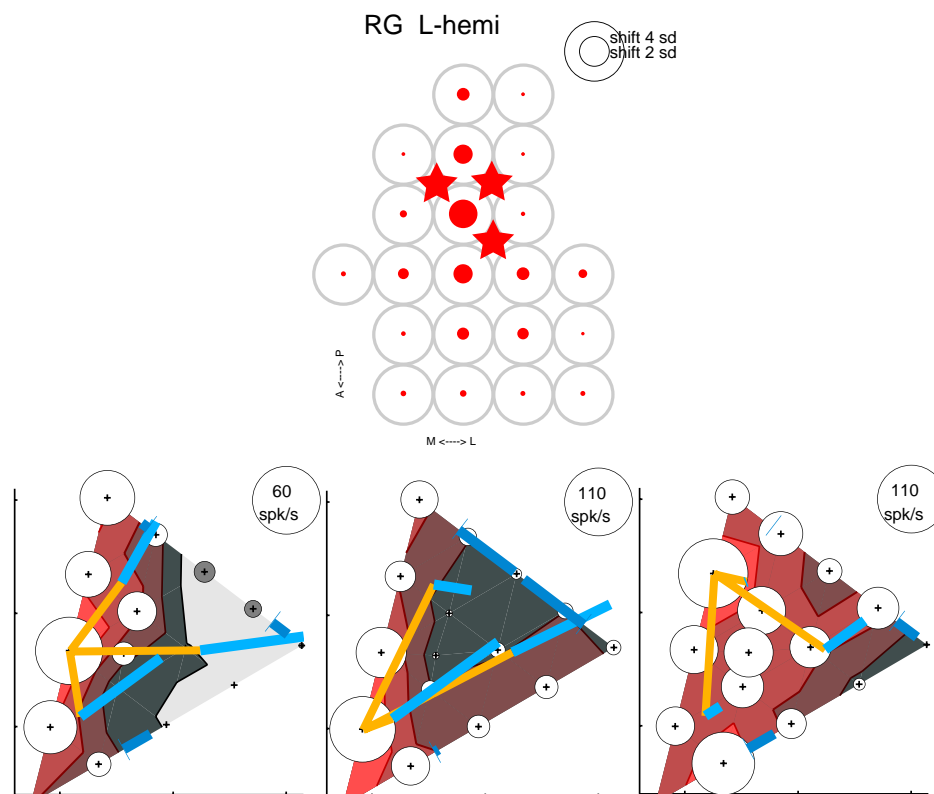 RG L-hemi
shift 4 sd
shift 2 sd
A <----> P
M <----> L
60
spk/s
110
spk/s
110
spk/s